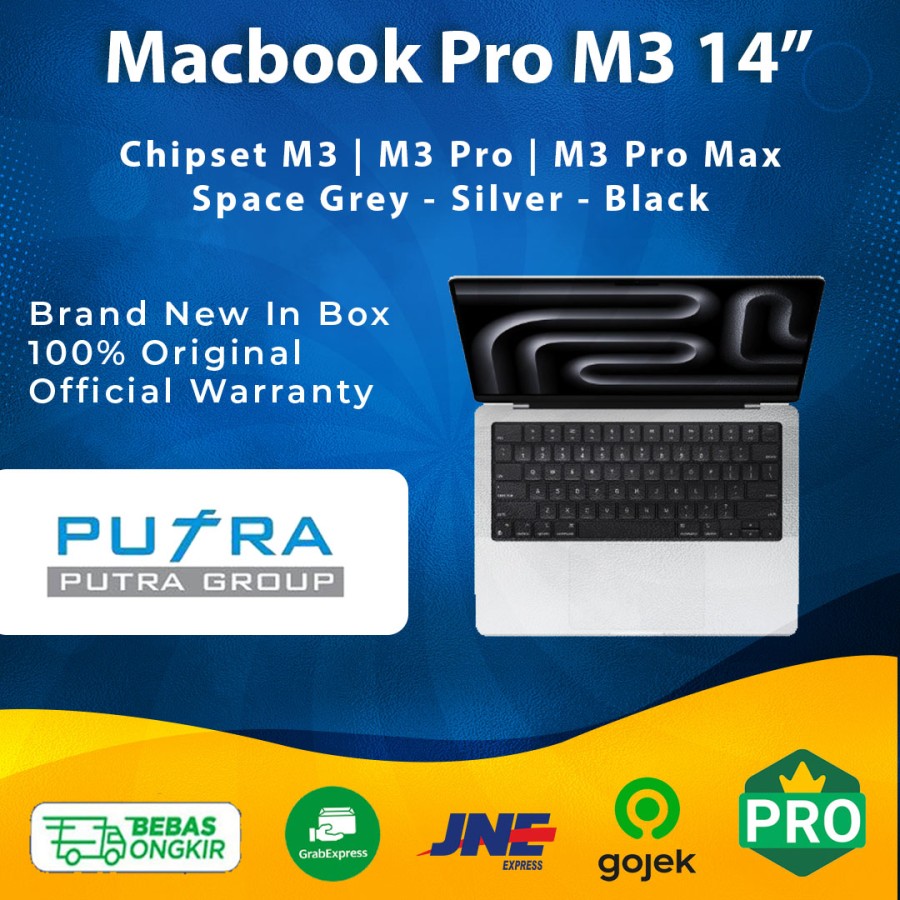 Macbook Pro M3 14”
Chipset M3 | M3 Pro | M3 Pro Max
Space Grey - Silver - Black
Brand New In Box
100% Original
Official Warranty
PUTRA
PUTRA GROUP
BEBAS
ONGKIR
GrabExpress
JNE
EXPRESS
gojek
PRO